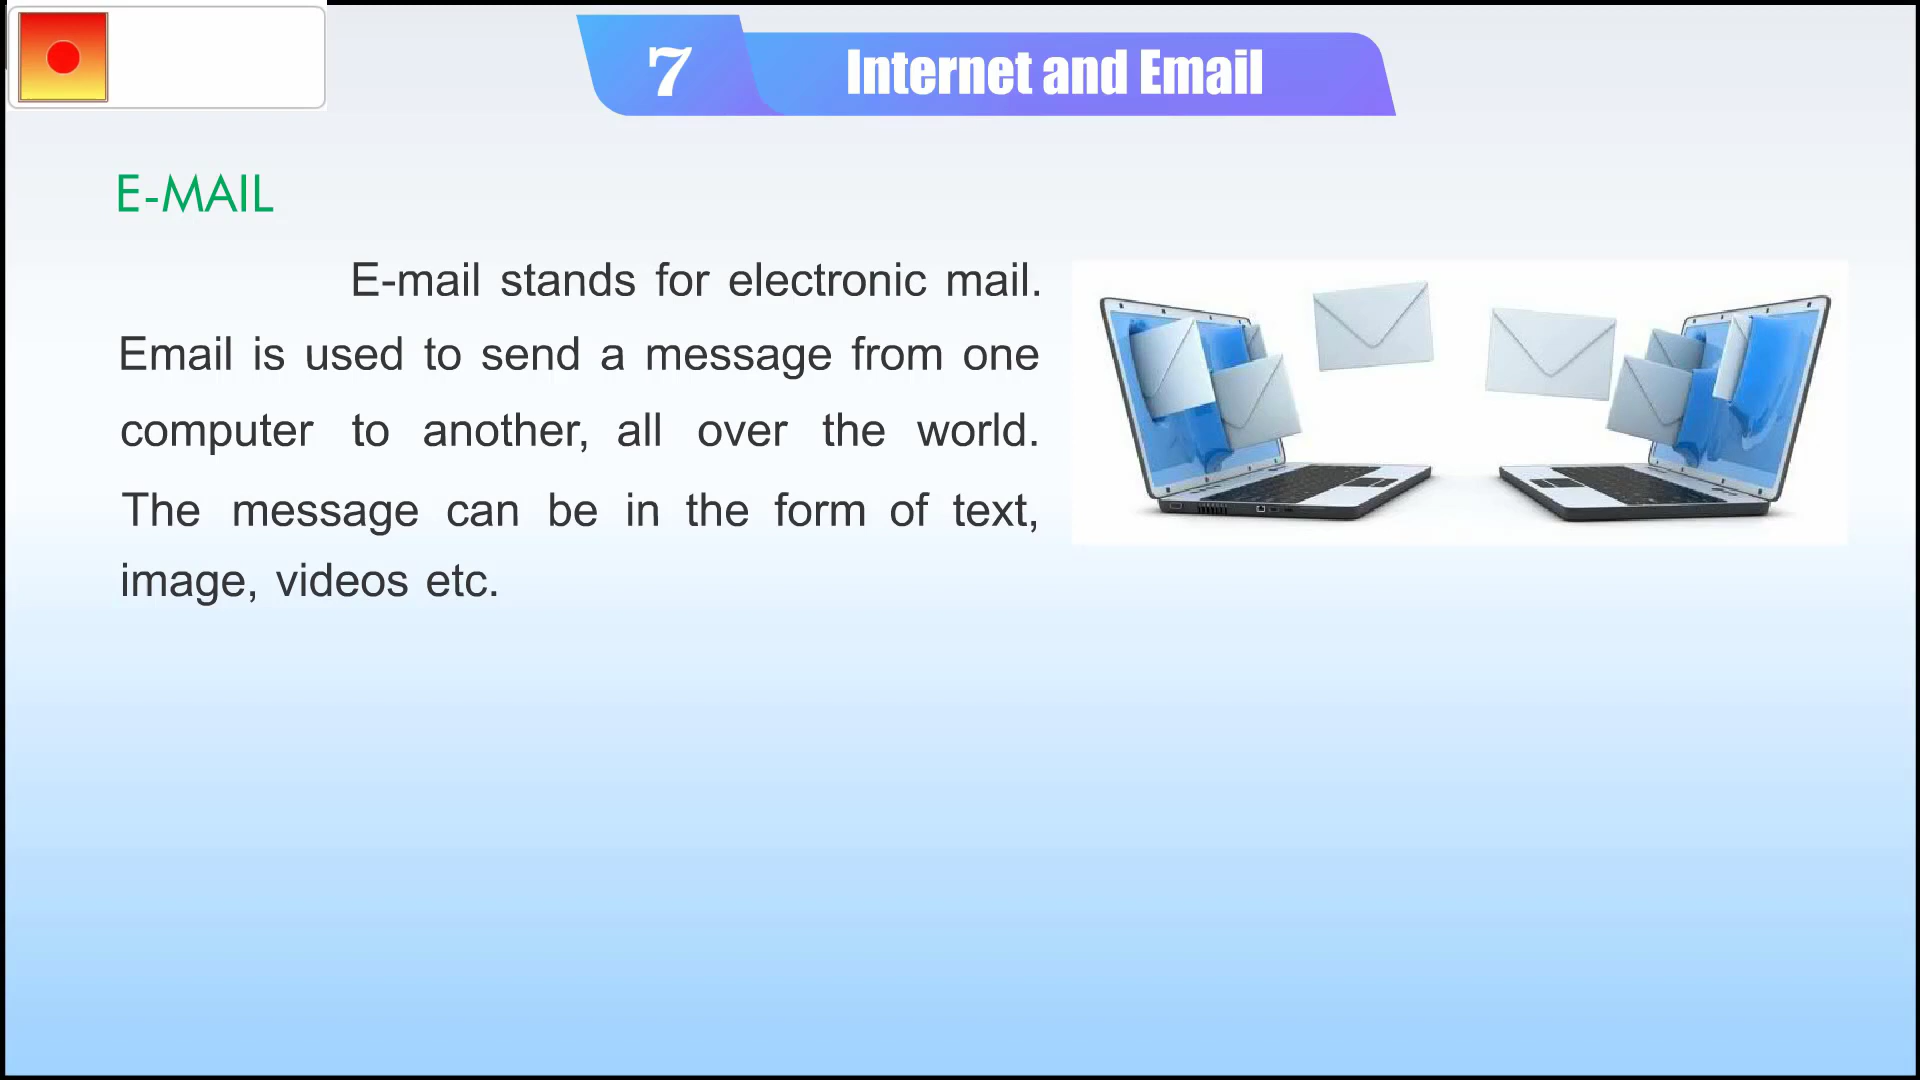 7
Internet and Email
E-MAIL
E-mail stands for electronic mail.
Email is used to send a message from one
computer to another, all over the world.
The message can be in the form of text,
image, videos etc.